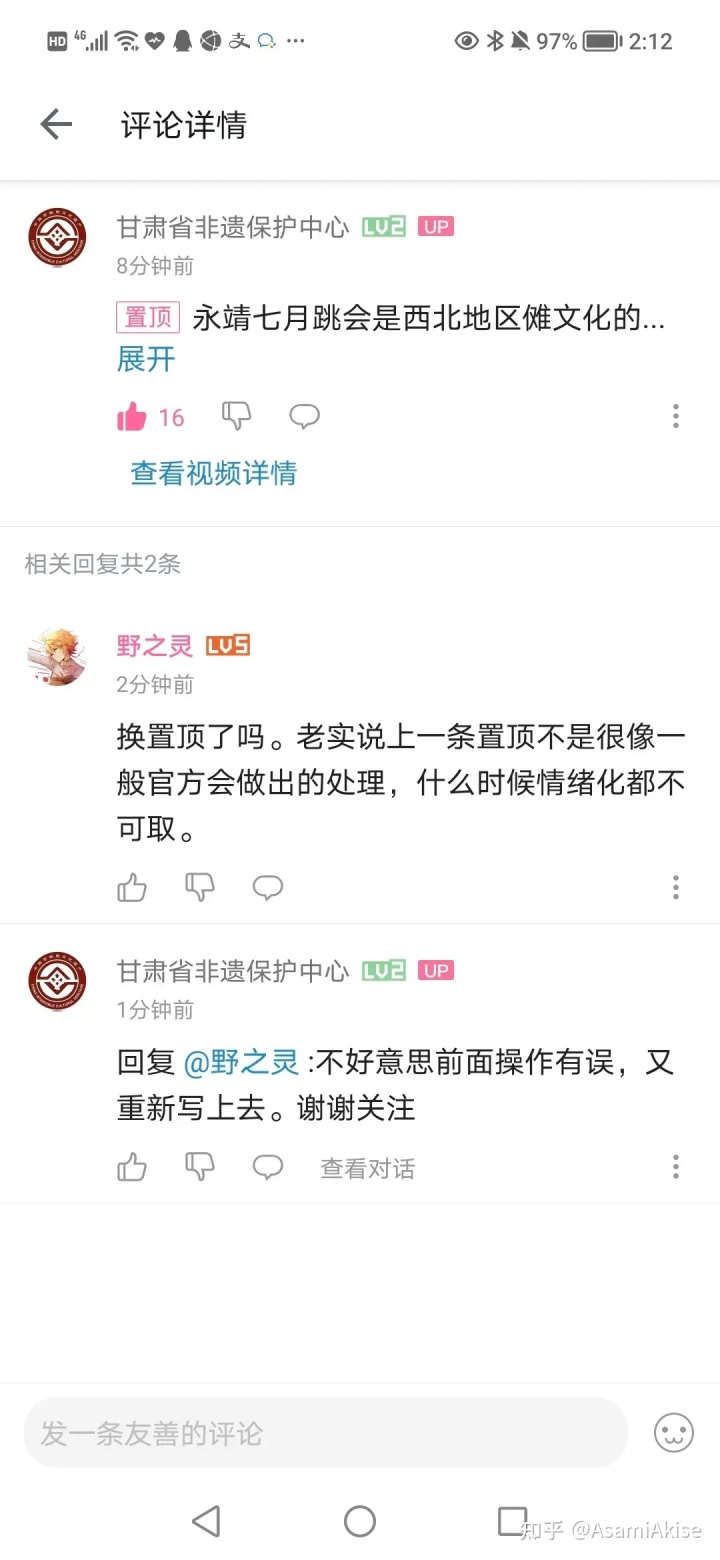 HD 4G 支 ... 97% 2:12
评论详情
甘肃省非遗保护中心 LV2 UP
8分钟前
置顶 永靖七月跳会是西北地区傩文化的...
展开
16
查看视频详情
相关回复共2条
野之灵 LV5
2分钟前
换置顶了吗。老实说上一条置顶不是很像一
般官方会做出的处理，什么时候情绪化都不
可取。
甘肃省非遗保护中心 LV2 UP
1分钟前
回复 @野之灵 :不好意思前面操作有误，又
重新写上去。谢谢关注
查看对话
发一条友善的评论
知乎 @AsamiAkise